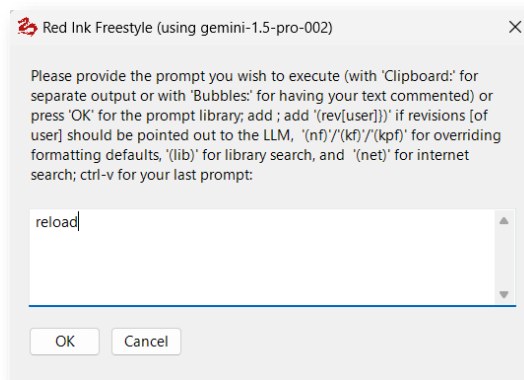 Red Ink Freestyle (using gemini-1.5-pro-002)
Please provide the prompt you wish to execute (with 'Clipboard:' for
separate output or with 'Bubbles:' for having your text commented) or
press 'OK' for the prompt library; add ; add '(rev[user]))' if revisions [of
user] should be pointed out to the LLM,  '(nf)'/'(kf)'/'(kpf)' for overriding
formatting defaults, '(lib)' for library search, and  '(net)' for internet
search; ctrl-v for your last prompt:
reload
OK Cancel